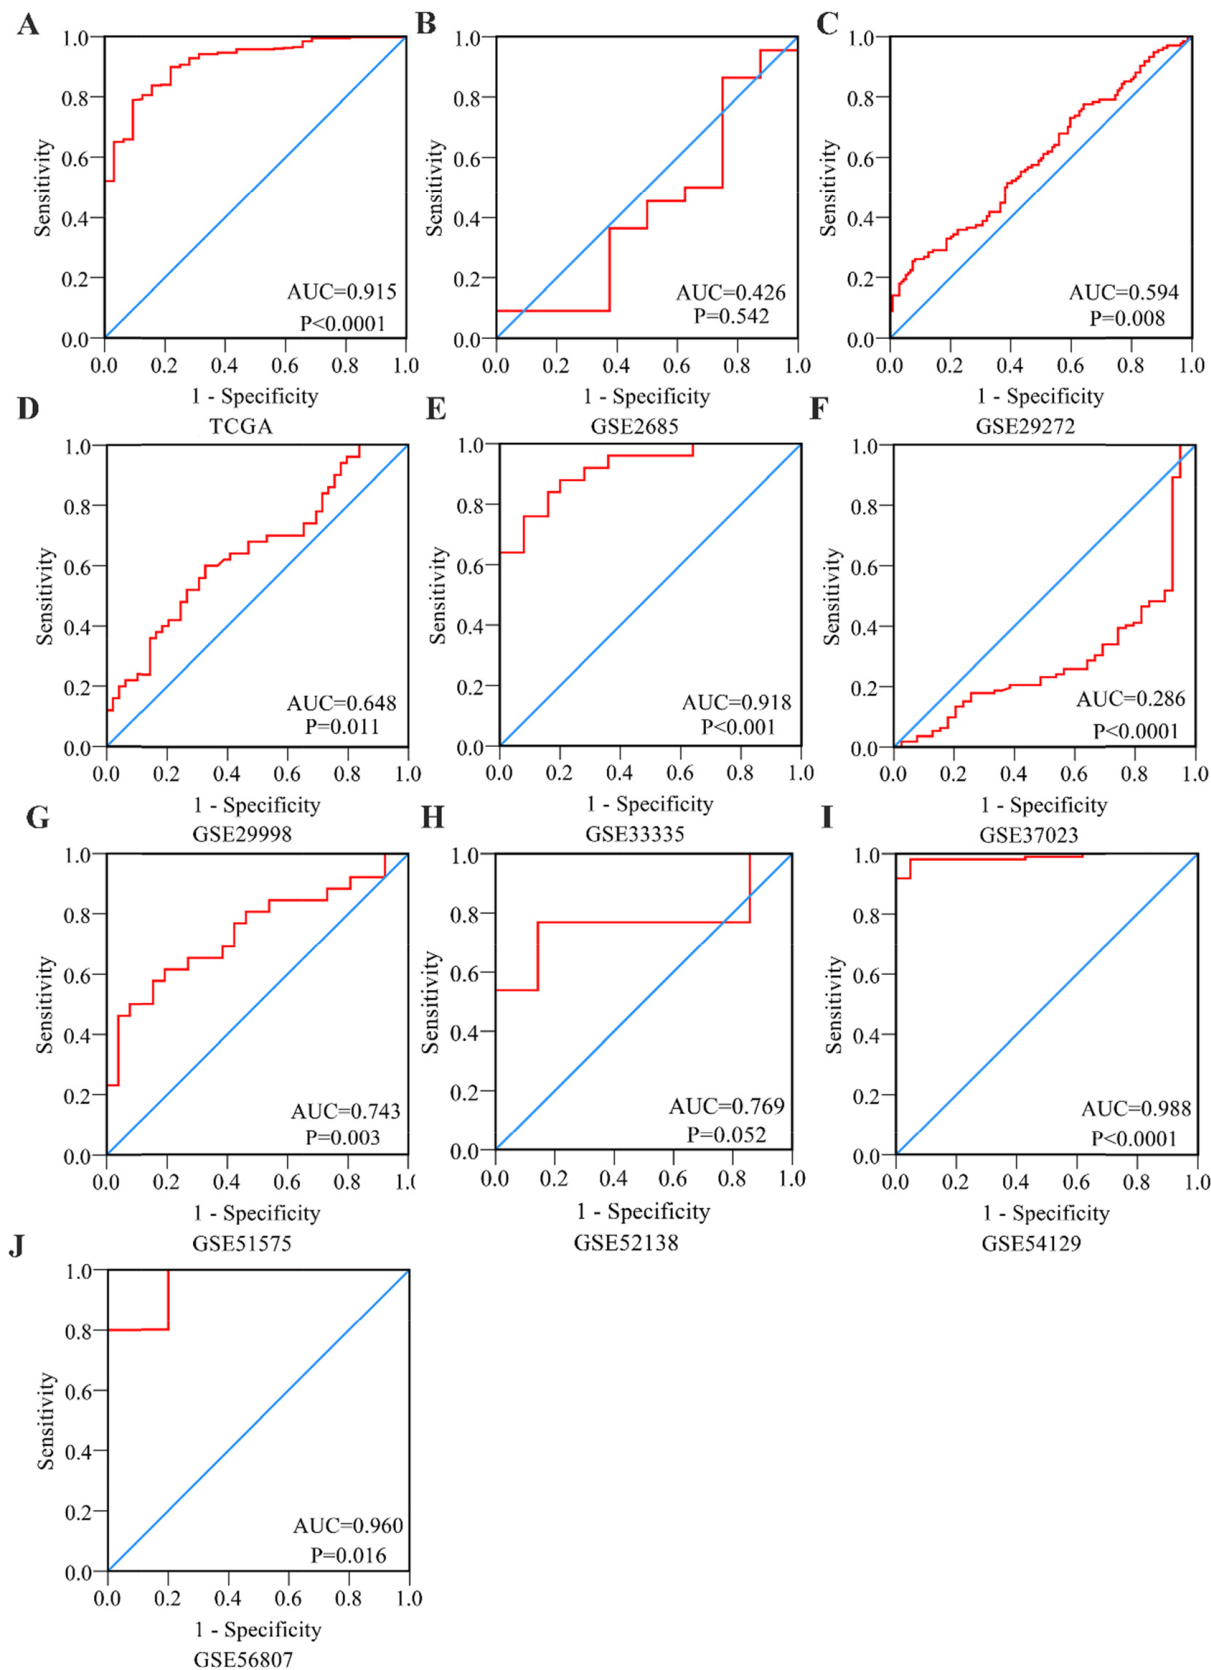 A
B
C
Sensitivity
1.0
0.8
0.6
0.4
0.2
0.0
AUC=0.915
P<0.0001
0.0 0.2 0.4 0.6 0.8 1.0
1 - Specificity
TCGA
Sensitivity
1.0
0.8
0.6
0.4
0.2
0.0
AUC=0.426
P=0.542
0.0 0.2 0.4 0.6 0.8 1.0
1 - Specificity
GSE2685
Sensitivity
1.0
0.8
0.6
0.4
0.2
0.0
AUC=0.594
P=0.008
0.0 0.2 0.4 0.6 0.8 1.0
1 - Specificity
GSE29272
D
E
F
Sensitivity
1.0
0.8
0.6
0.4
0.2
0.0
AUC=0.648
P=0.011
0.0 0.2 0.4 0.6 0.8 1.0
1 - Specificity
GSE29998
Sensitivity
1.0
0.8
0.6
0.4
0.2
0.0
AUC=0.918
P<0.001
0.0 0.2 0.4 0.6 0.8 1.0
1 - Specificity
GSE33335
Sensitivity
1.0
0.8
0.6
0.4
0.2
0.0
AUC=0.286
P<0.0001
0.0 0.2 0.4 0.6 0.8 1.0
1 - Specificity
GSE37023
G
H
I
Sensitivity
1.0
0.8
0.6
0.4
0.2
0.0
AUC=0.743
P=0.003
0.0 0.2 0.4 0.6 0.8 1.0
1 - Specificity
GSE51575
Sensitivity
1.0
0.8
0.6
0.4
0.2
0.0
AUC=0.769
P=0.052
0.0 0.2 0.4 0.6 0.8 1.0
1 - Specificity
GSE52138
Sensitivity
1.0
0.8
0.6
0.4
0.2
0.0
AUC=0.988
P<0.0001
0.0 0.2 0.4 0.6 0.8 1.0
1 - Specificity
GSE54129
J
Sensitivity
1.0
0.8
0.6
0.4
0.2
0.0
AUC=0.960
P=0.016
0.0 0.2 0.4 0.6 0.8 1.0
1 - Specificity
GSE56807